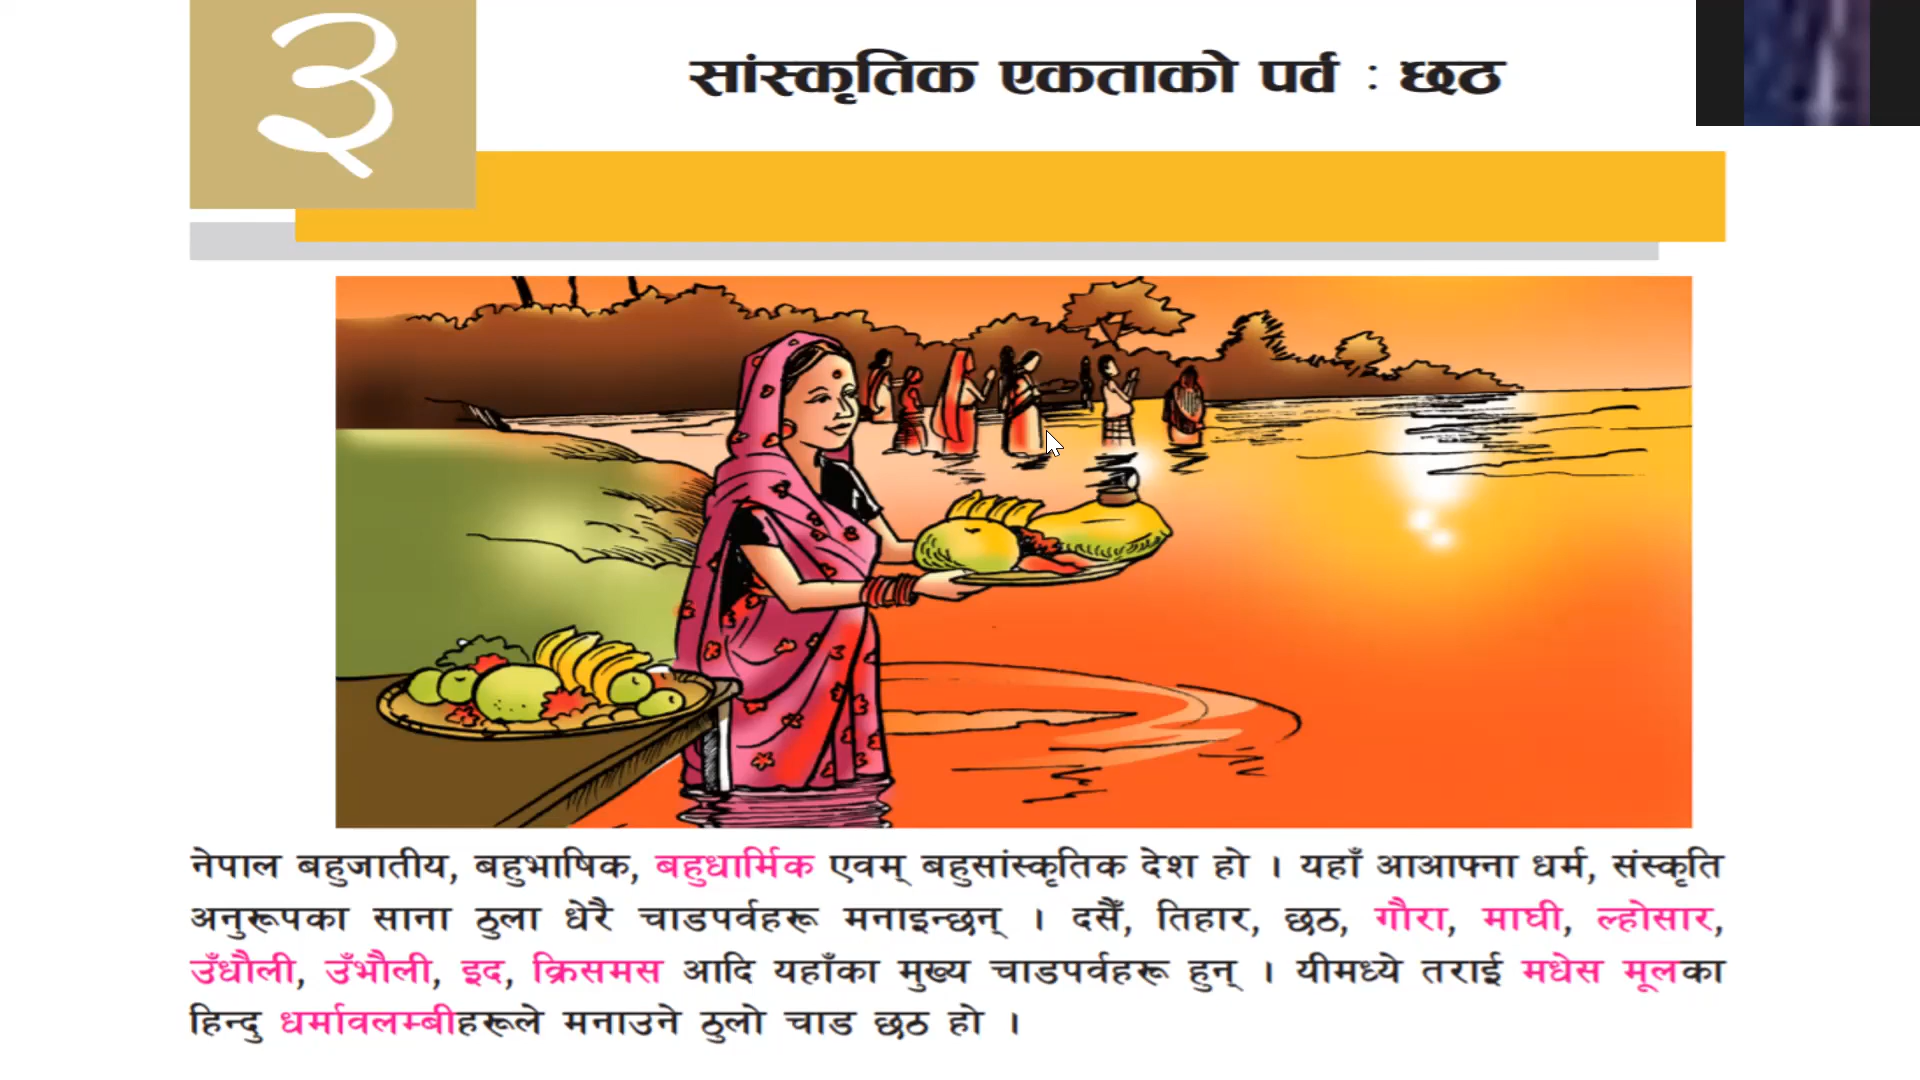 ३
सांस्कृतिक एकताको पर्व : छठ
नेपाल बहुजातीय, बहुभाषिक, बहुधार्मिक एवम् बहुसांस्कृतिक देश हो । यहाँ आआफ्ना धर्म, संस्कृति
अनुरूपका साना ठुला धेरै चाडपर्वहरू मनाइन्छन् । दसैँ, तिहार, छठ, गौरा, माघी, ल्होसार,
उँधौली, उँभौली, इद, क्रिसमस आदि यहाँका मुख्य चाडपर्वहरू हुन् । यीमध्ये तराई मधेस मूलका
हिन्दु धर्मावलम्बीहरूले मनाउने ठुलो चाड छठ हो ।